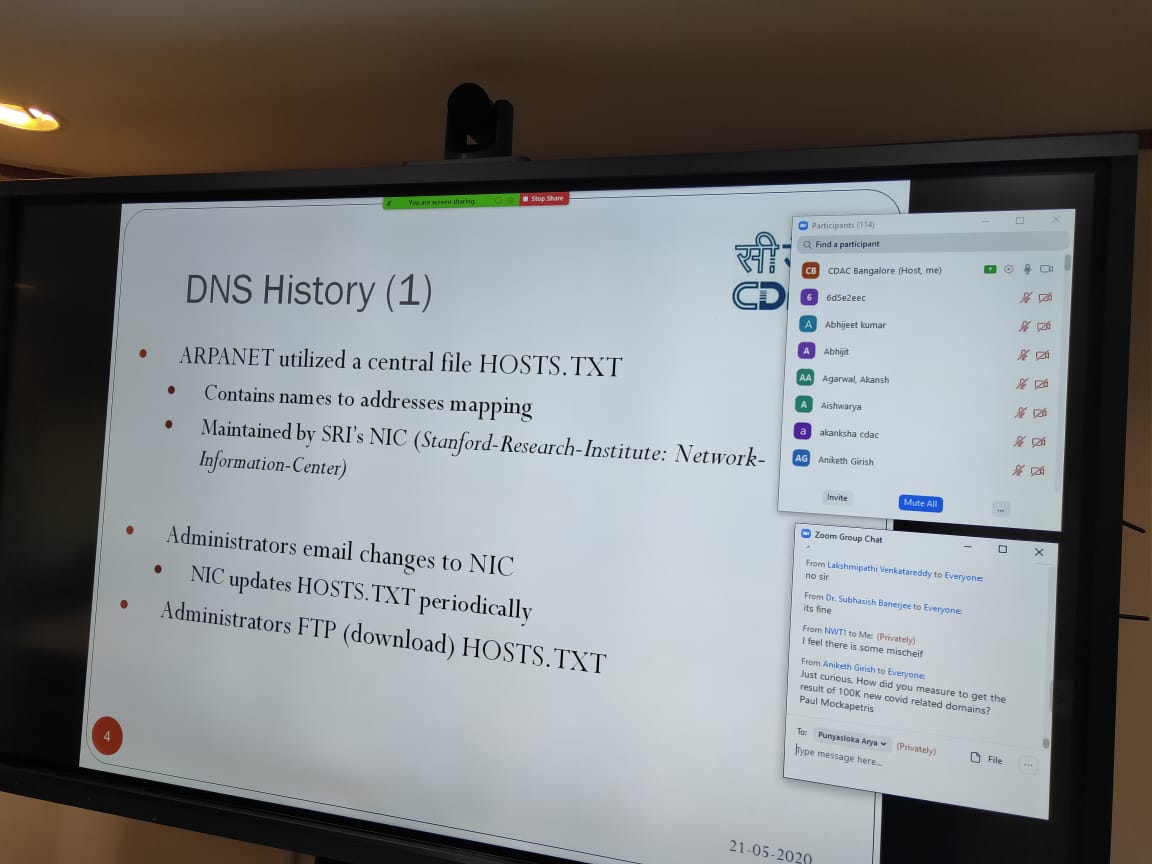 You are screen sharing
Stop Share
DNS History (1)
सी
CD
ARPANET utilized a central file HOSTS.TXT
Contains names to addresses mapping
Maintained by SRI's NIC (Stanford-Research-Institute: Network-
Information-Center)
Administrators email changes to NIC
NIC updates HOSTS.TXT periodically
Administrators FTP (download) HOSTS.TXT
4
21-05-2020
Participants (114)
Find a participant
CB CDAC Bangalore (Host, me)
6 6d5e2eec
A Abhijeet kumar
A Abhijit
AA Agarwal, Akansh
A Aishwarya
a akanksha cdac
AG Aniketh Girish
Invite Mute All ...
Zoom Group Chat
From Lakshmipathi Venkatareddy to Everyone:
no sir
From Dr. Subhasish Banerjee to Everyone:
its fine
From NWT1 to Me: (Privately)
I feel there is some mischeif
From Aniketh Girish to Everyone:
Just curious, How did you measure to get the
result of 100K new covid related domains?
Paul Mockapetris
To: Punyasloka Arya (Privately) File ...
Type message here...